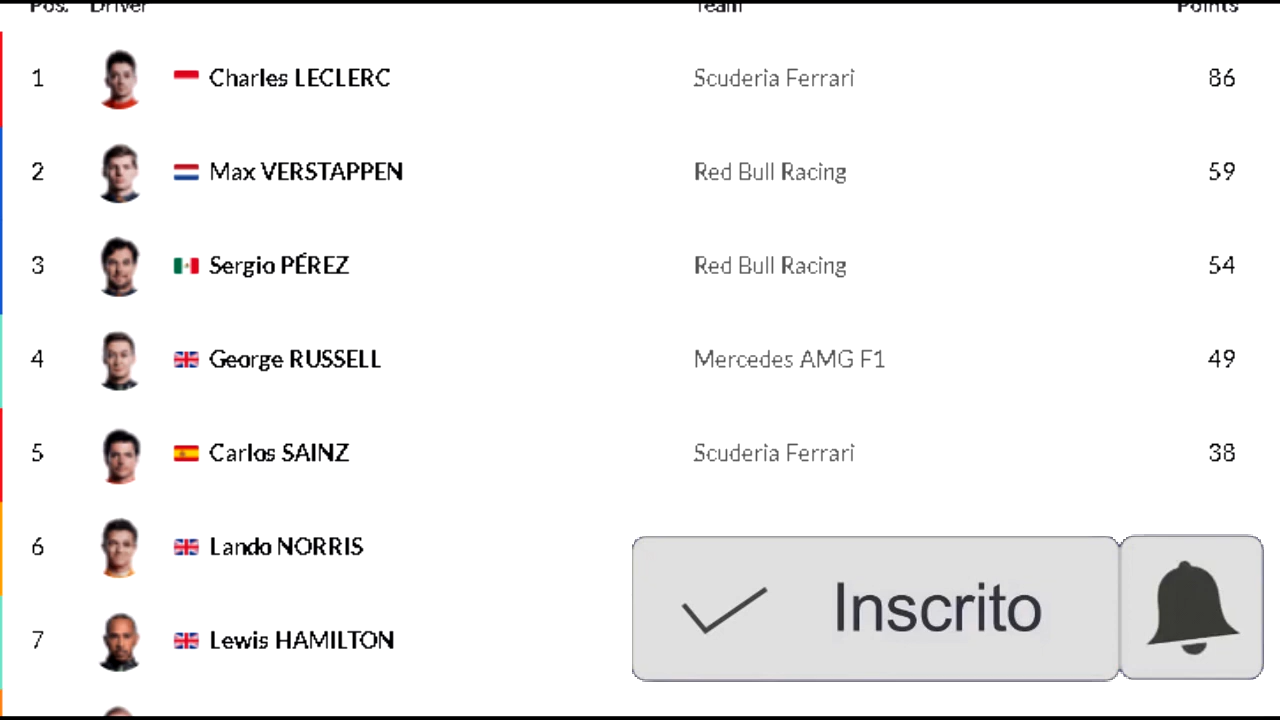 Pos. Driver Team Points
1 Charles LECLERC Scuderia Ferrari 86
2 Max VERSTAPPEN Red Bull Racing 59
3 Sergio PÉREZ Red Bull Racing 54
4 George RUSSELL Mercedes AMG F1 49
5 Carlos SAINZ Scuderia Ferrari 38
6 Lando NORRIS
Inscrito
7 Lewis HAMILTON